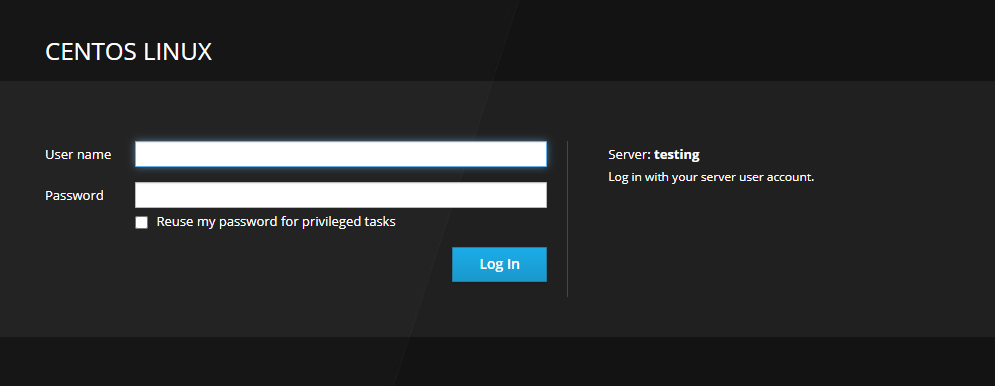 CENTOS LINUX
User name
Password
Reuse my password for privileged tasks
Log In
Server: testing
Log in with your server user account.